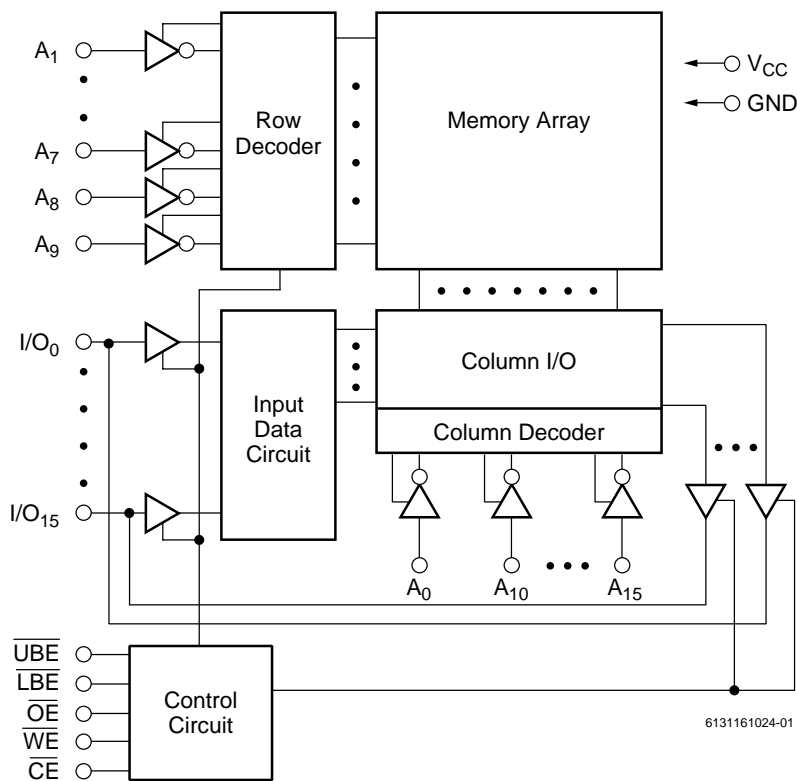 A1
A7
A8
A9
Row
Decoder
Memory Array
VCC
GND
I/O0
I/O15
Input
Data
Circuit
Column I/O
Column Decoder
A0
A10
A15
UBE
LBE
OE
WE
CE
Control
Circuit
6131161024-01